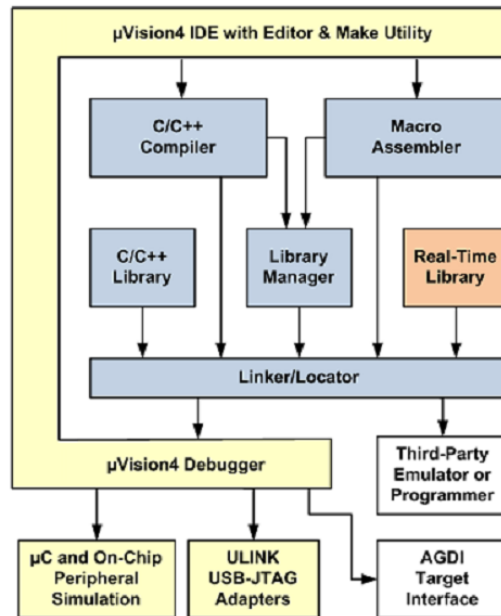 µVision4 IDE with Editor & Make Utility
C/C++
Compiler
Macro
Assembler
C/C++
Library
Library
Manager
Real-Time
Library
Linker/Locator
µVision4 Debugger
Third-Party
Emulator or
Programmer
µC and On-Chip
Peripheral
Simulation
ULINK
USB-JTAG
Adapters
AGDI
Target
Interface